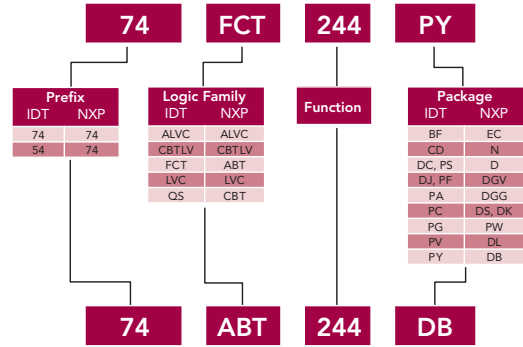 74 FCT 244 PY
Prefix
IDT NXP
74 74
54 74
Logic Family
IDT NXP
ALVC ALVC
CBTLV CBTLV
FCT ABT
LVC LVC
QS CBT
Function
Package
IDT NXP
BF EC
CD N
DC, PS D
DJ, PF DGV
PA DGG
PC DS, DK
PG PW
PV DL
PY DB
74 ABT 244 DB